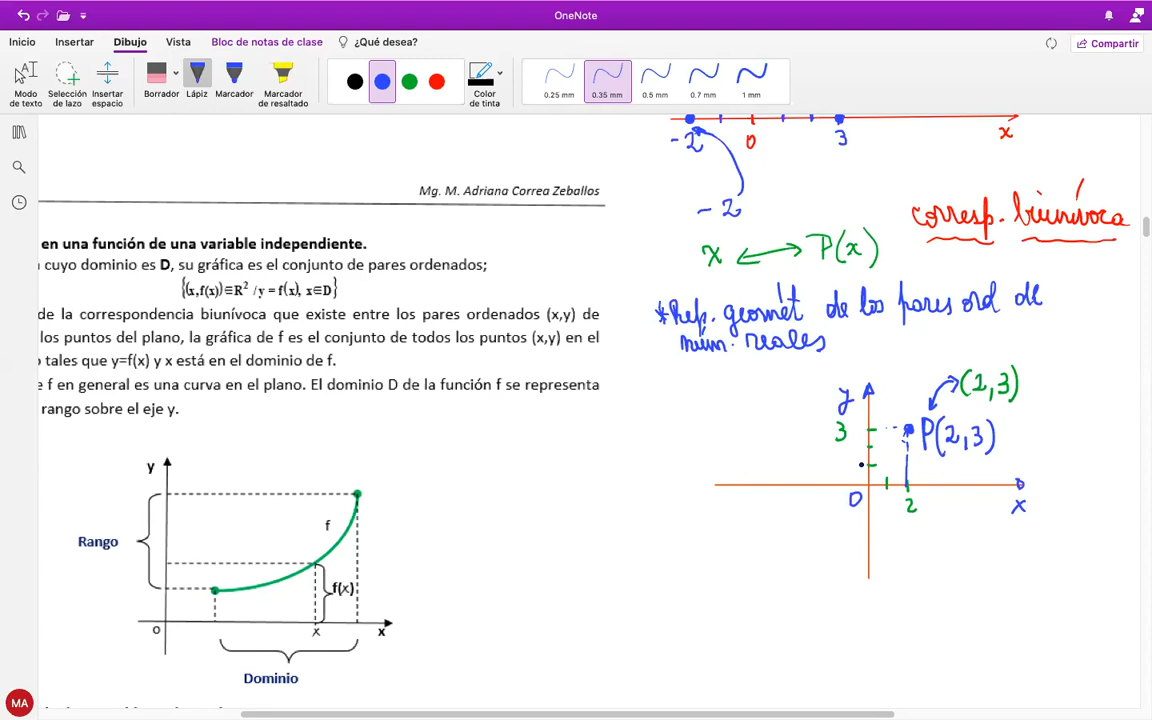 OneNote
Inicio Insertar Dibujo Vista Bloc de notas de clase ¿Qué desea? Compartir
Modo de texto
Selección de lazo
Insertar espacio
Borrador
Lápiz
Marcador
Marcador de resaltado
Color de tinta
0.25 mm 0.35 mm 0.5 mm 0.7 mm 1 mm
Mg. M. Adriana Correa Zeballos
en una función de una variable independiente.
cuyo dominio es D, su gráfica es el conjunto de pares ordenados;
{(x,f(x))∈R² /y = f(x), x∈D}
de la correspondencia biunívoca que existe entre los pares ordenados (x,y) de
los puntos del plano, la gráfica de f es el conjunto de todos los puntos (x,y) en el
tales que y=f(x) y x está en el dominio de f.
e f en general es una curva en el plano. El dominio D de la función f se representa
rango sobre el eje y.
y
f
Rango
f(x)
o x x
Dominio
-2 0 3 x
-2
corresp. biunívoca
x ⟷ P(x)
*Rep. geomét de los pares ord de
núm. reales
y (2,3)
3 P(2,3)
0 2 x
MA